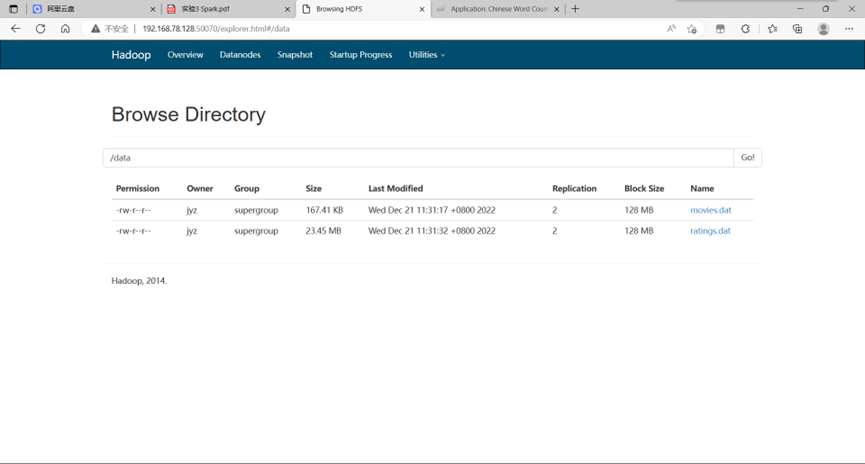 阿里云盘 实验3 Spark.pdf Browsing HDFS Application: Chinese Word Coun
不安全 192.168.78.128:50070/explorer.html#/data
Hadoop Overview Datanodes Snapshot Startup Progress Utilities
Browse Directory
/data Go!
Permission Owner Group Size Last Modified Replication Block Size Name
-rw-r--r-- jyz supergroup 167.41 KB Wed Dec 21 11:31:17 +0800 2022 2 128 MB movies.dat
-rw-r--r-- jyz supergroup 23.45 MB Wed Dec 21 11:31:32 +0800 2022 2 128 MB ratings.dat
Hadoop, 2014.